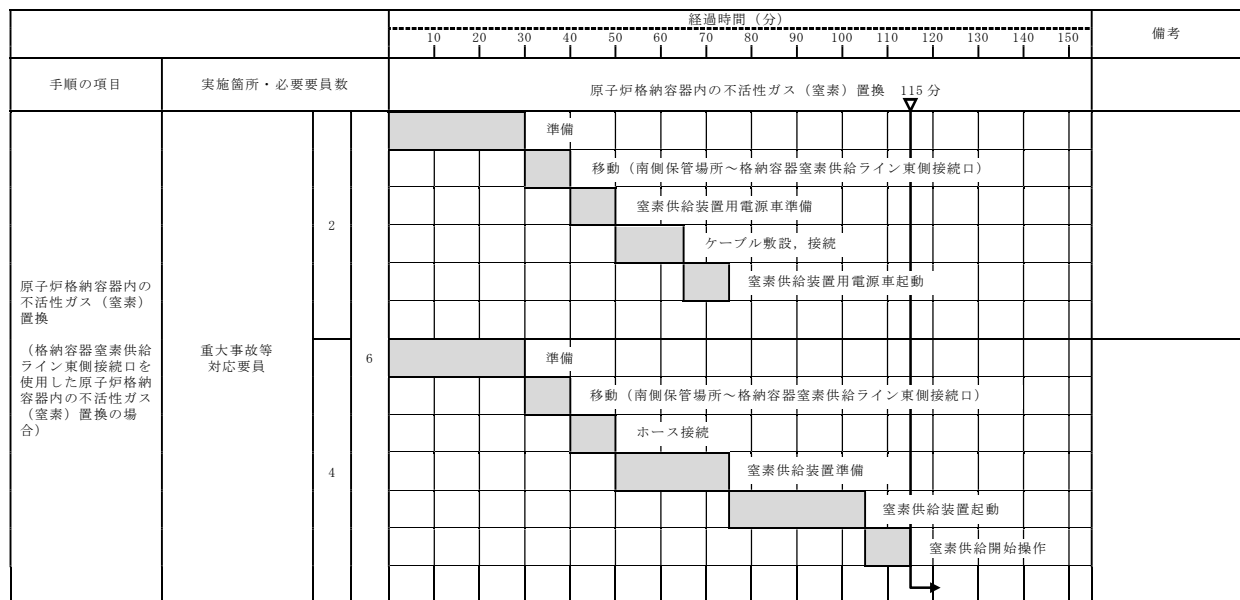 経過時間（分）
10 20 30 40 50 60 70 80 90 100 110 120 130 140 150
備考
手順の項目
実施箇所・必要要員数
原子炉格納容器内の不活性ガス（窒素）置換 115 分
原子炉格納容器内の
不活性ガス（窒素）
置換
（格納容器窒素供給
ライン東側接続口を
使用した原子炉格納
容器内の不活性ガス
（窒素）置換の場
合）
重大事故等
対応要員
6
2
準備
移動（南側保管場所～格納容器窒素供給ライン東側接続口）
窒素供給装置用電源車準備
ケーブル敷設，接続
窒素供給装置用電源車起動
4
準備
移動（南側保管場所～格納容器窒素供給ライン東側接続口）
ホース接続
窒素供給装置準備
窒素供給装置起動
窒素供給開始操作